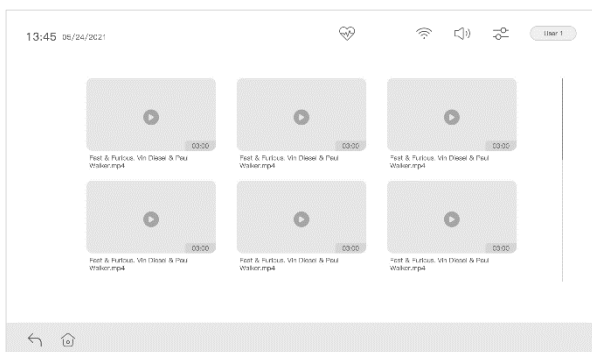 13:45 05/24/2021
User 1
03:00
03:00
03:00
Fast & Furious. Vin Diesel & Paul
Walker.mp4
Fast & Furious. Vin Diesel & Paul
Walker.mp4
Fast & Furious. Vin Diesel & Paul
Walker.mp4
03:00
03:00
03:00
Fast & Furious. Vin Diesel & Paul
Walker.mp4
Fast & Furious. Vin Diesel & Paul
Walker.mp4
Fast & Furious. Vin Diesel & Paul
Walker.mp4